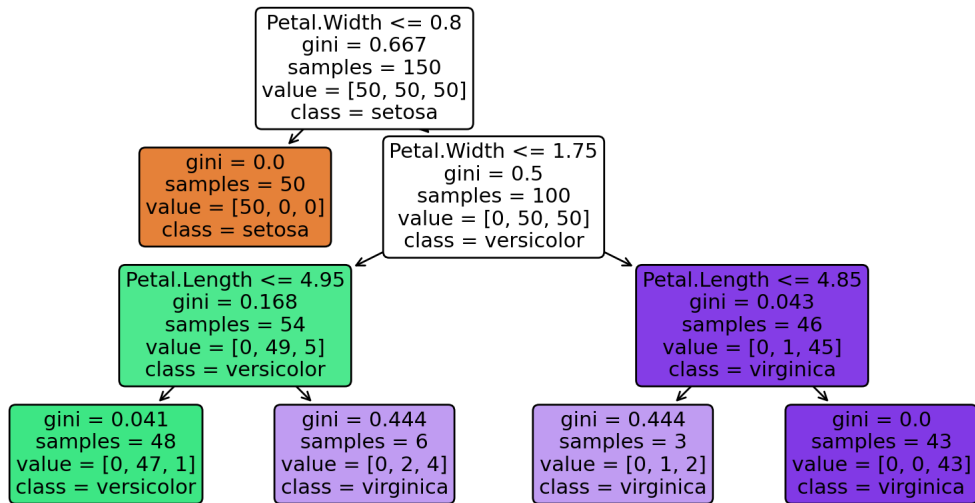 Petal.Width <= 0.8
gini = 0.667
samples = 150
value = [50, 50, 50]
class = setosa
gini = 0.0
samples = 50
value = [50, 0, 0]
class = setosa
Petal.Width <= 1.75
gini = 0.5
samples = 100
value = [0, 50, 50]
class = versicolor
Petal.Length <= 4.95
gini = 0.168
samples = 54
value = [0, 49, 5]
class = versicolor
Petal.Length <= 4.85
gini = 0.043
samples = 46
value = [0, 1, 45]
class = virginica
gini = 0.041
samples = 48
value = [0, 47, 1]
class = versicolor
gini = 0.444
samples = 6
value = [0, 2, 4]
class = virginica
gini = 0.444
samples = 3
value = [0, 1, 2]
class = virginica
gini = 0.0
samples = 43
value = [0, 0, 43]
class = virginica